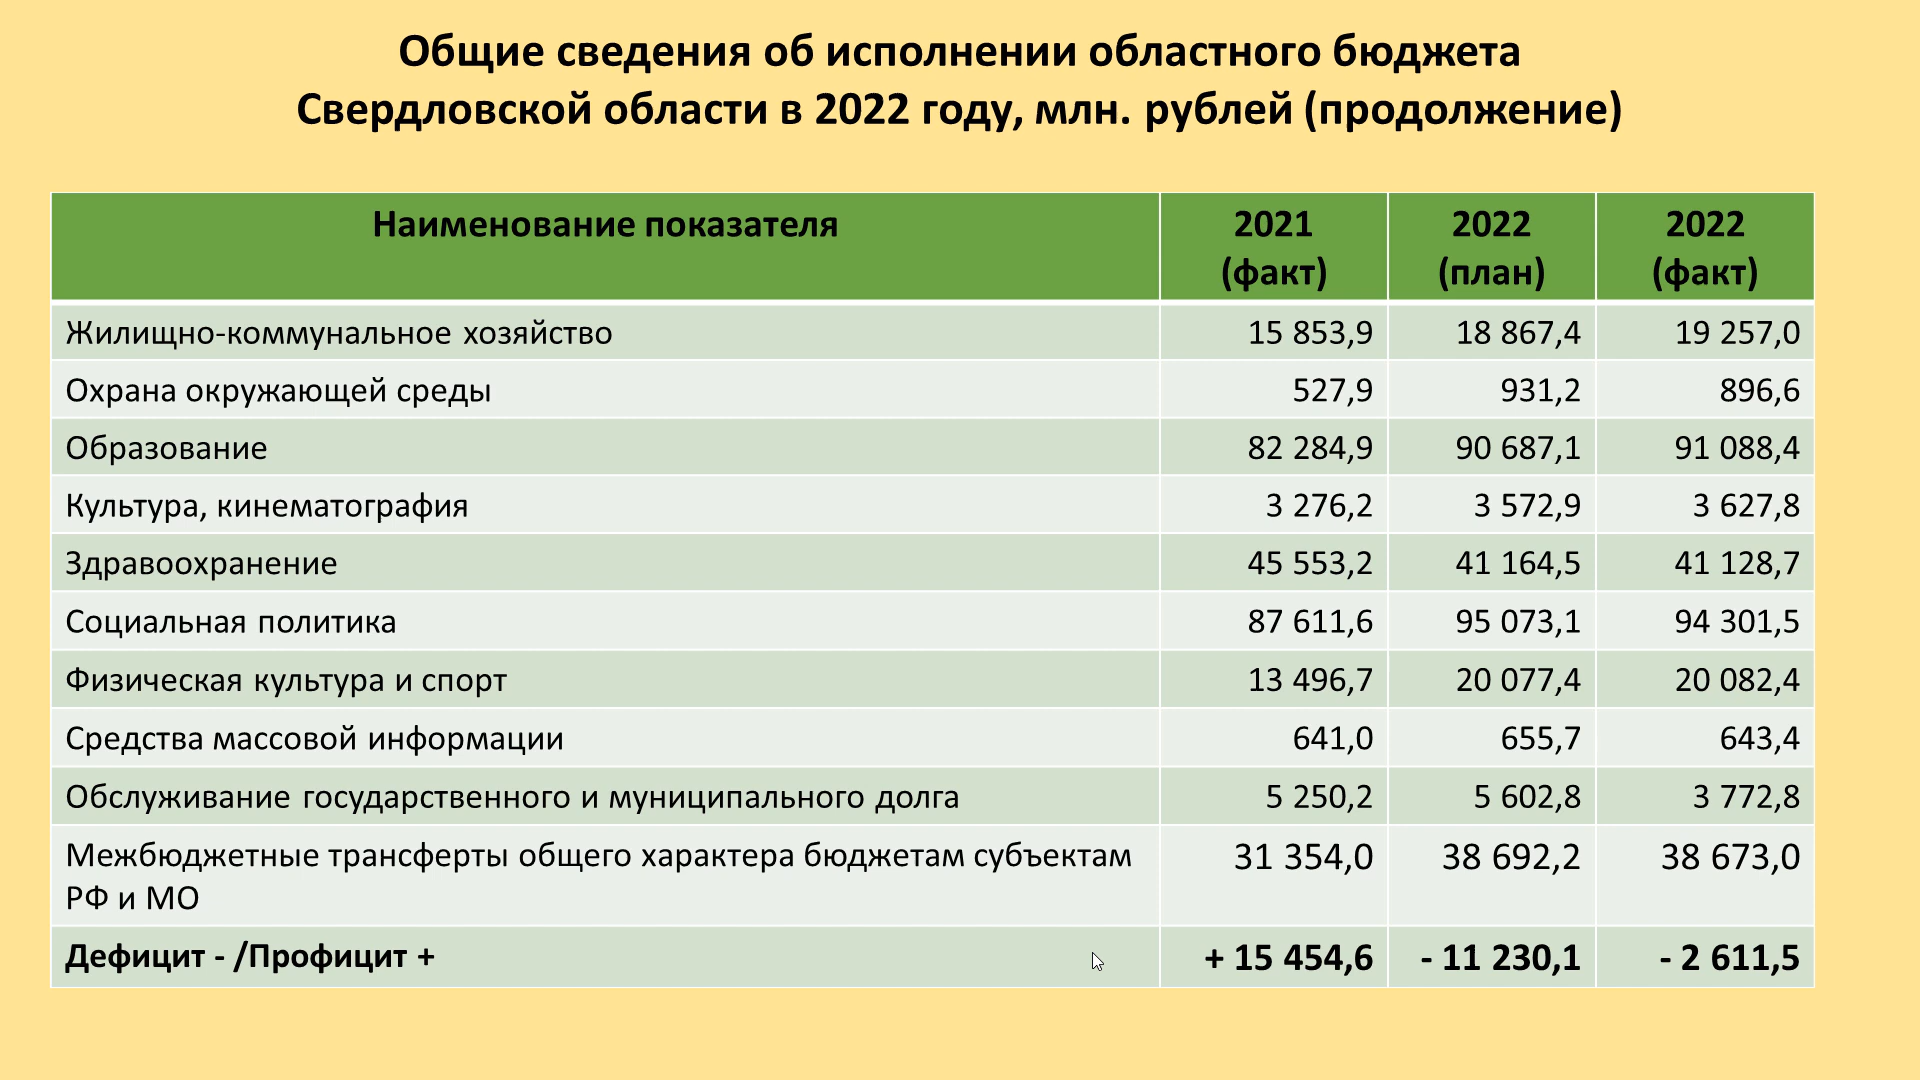 Общие сведения об исполнении областного бюджета
Свердловской области в 2022 году, млн. рублей (продолжение)
Наименование показателя 2021 (факт) 2022 (план) 2022 (факт)
Жилищно-коммунальное хозяйство 15 853,9 18 867,4 19 257,0
Охрана окружающей среды 527,9 931,2 896,6
Образование 82 284,9 90 687,1 91 088,4
Культура, кинематография 3 276,2 3 572,9 3 627,8
Здравоохранение 45 553,2 41 164,5 41 128,7
Социальная политика 87 611,6 95 073,1 94 301,5
Физическая культура и спорт 13 496,7 20 077,4 20 082,4
Средства массовой информации 641,0 655,7 643,4
Обслуживание государственного и муниципального долга 5 250,2 5 602,8 3 772,8
Межбюджетные трансферты общего характера бюджетам субъектам 31 354,0 38 692,2 38 673,0
РФ и МО
Дефицит - /Профицит + + 15 454,6 - 11 230,1 - 2 611,5